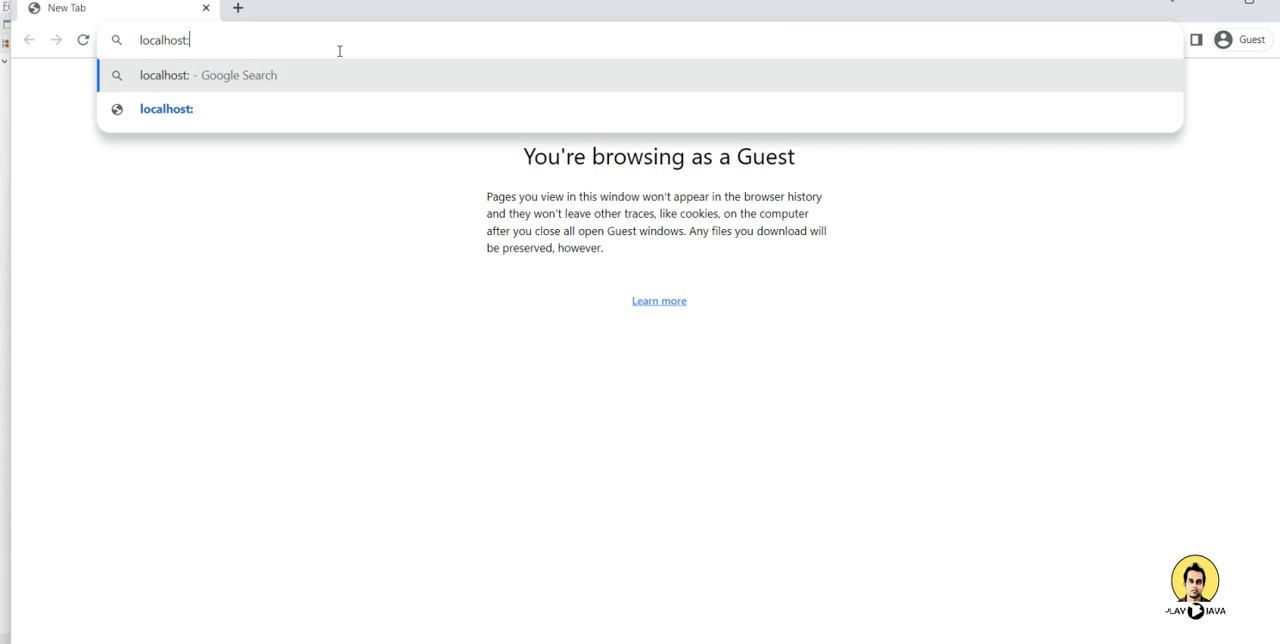 New Tab
localhost:
Guest
localhost: - Google Search
localhost:
You're browsing as a Guest
Pages you view in this window won't appear in the browser history
and they won't leave other traces, like cookies, on the computer
after you close all open Guest windows. Any files you download will
be preserved, however.
Learn more
PLAY JAVA